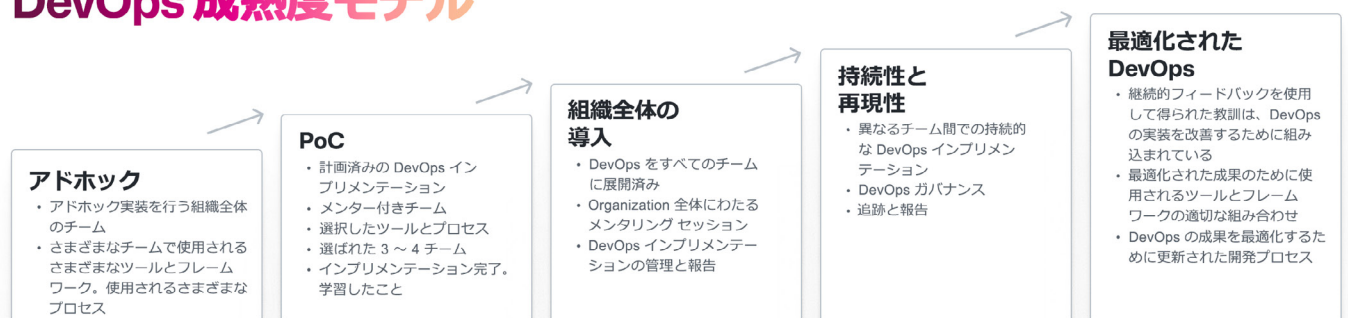 DevOps 成熟度モデル
アドホック
• アドホック実装を行う組織全体
のチーム
• さまざまなチームで使用される
さまざまなツールとフレーム
ワーク。使用されるさまざまな
プロセス
PoC
• 計画済みの DevOps イン
プリメンテーション
• メンター付きチーム
• 選択したツールとプロセス
• 選ばれた 3 ～ 4 チーム
• インプリメンテーション完了。
学習したこと
組織全体の
導入
• DevOps をすべてのチーム
に展開済み
• Organization 全体にわたる
メンタリング セッション
• DevOps インプリメンテー
ションの管理と報告
持続性と
再現性
• 異なるチーム間での持続的
な DevOps インプリメン
テーション
• DevOps ガバナンス
• 追跡と報告
最適化された
DevOps
• 継続的フィードバックを使用
して得られた教訓は、DevOps
の実装を改善するために組み
込まれている
• 最適化された成果のために使
用されるツールとフレーム
ワークの適切な組み合わせ
• DevOps の成果を最適化するた
めに更新された開発プロセス